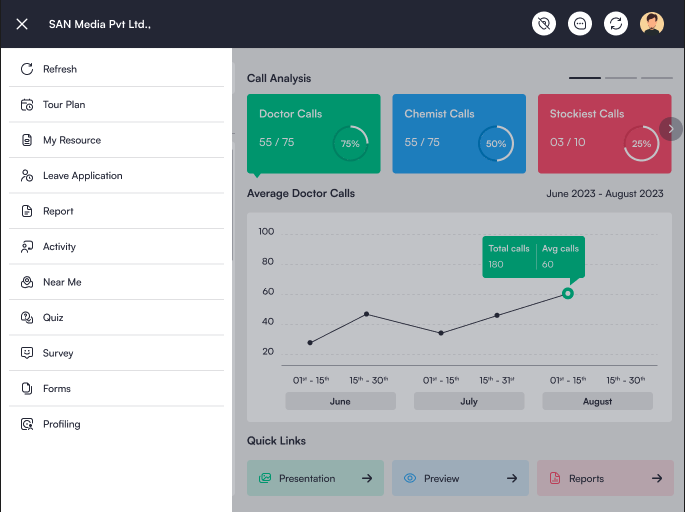 SAN Media Pvt Ltd.,
Refresh
Tour Plan
My Resource
Leave Application
Report
Activity
Near Me
Quiz
Survey
Forms
Profiling
Call Analysis
Doctor Calls
55 / 75
75%
Chemist Calls
55 / 75
50%
Stockiest Calls
03 / 10
25%
Average Doctor Calls
June 2023 - August 2023
100
80
60
40
20
Total calls
180
Avg calls
60
01ˢᵗ - 15ᵗʰ
15ᵗʰ - 30ᵗʰ
01ˢᵗ - 15ᵗʰ
15ᵗʰ - 31ˢᵗ
01ˢᵗ - 15ᵗʰ
15ᵗʰ - 30ᵗʰ
June
July
August
Quick Links
Presentation
Preview
Reports